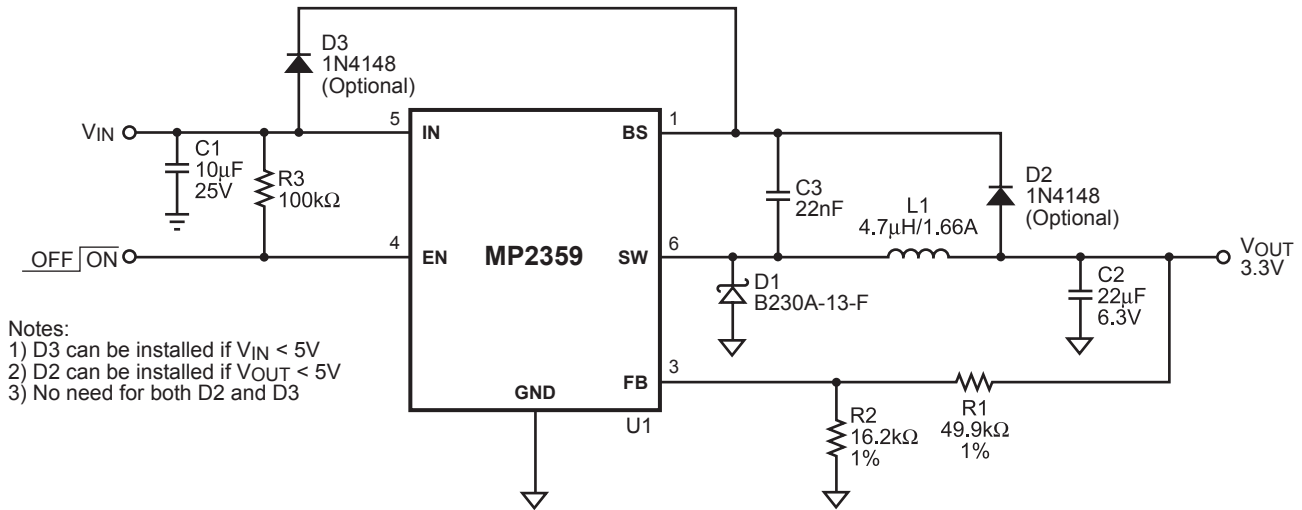 D3
1N4148
(Optional)
VIN
C1
10μF
25V
R3
100kΩ
5
IN
BS
1
C3
22nF
D2
1N4148
(Optional)
L1
4.7μH/1.66A
OFF ON
4
EN
MP2359
SW
6
D1
B230A-13-F
VOUT
3.3V
C2
22μF
6.3V
Notes:
1) D3 can be installed if VIN < 5V
2) D2 can be installed if VOUT < 5V
3) No need for both D2 and D3
FB
3
GND
U1
R2
16.2kΩ
1%
R1
49.9kΩ
1%